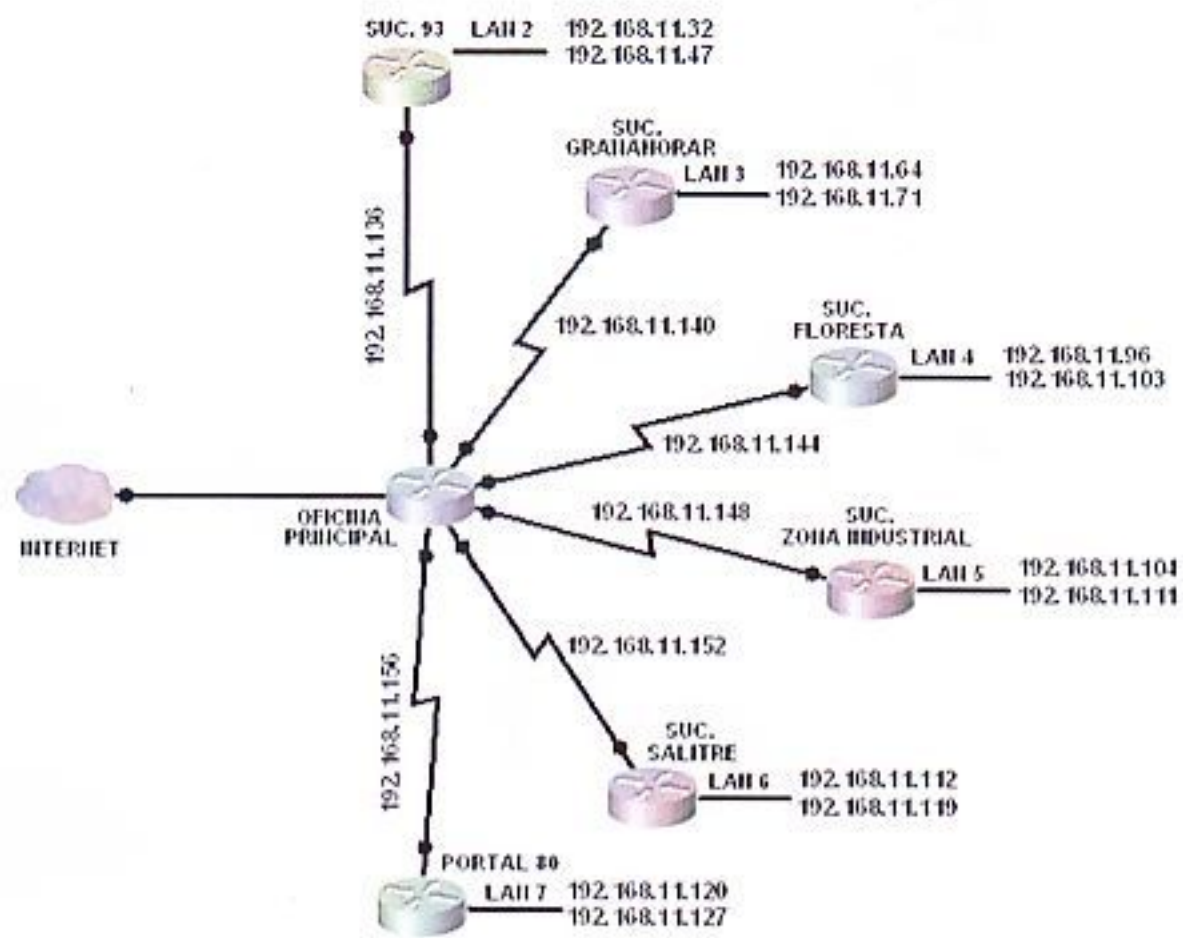 SUC. 93 LAN 2 192.168.11.32
192.168.11.47
SUC.
GRANAHORAR
LAN 3 192.168.11.64
192.168.11.71
192.168.11.136
192.168.11.140
SUC.
FLORESTA
LAN 4 192.168.11.96
192.168.11.103
192.168.11.144
INTERNET
OFICINA
PRINCIPAL
192.168.11.148
SUC.
ZONA INDUSTRIAL
LAN 5 192.168.11.104
192.168.11.111
192.168.11.152
192.168.11.156
SUC.
SALITRE
LAN 6 192.168.11.112
192.168.11.119
PORTAL 80
LAN 7 192.168.11.120
192.168.11.127